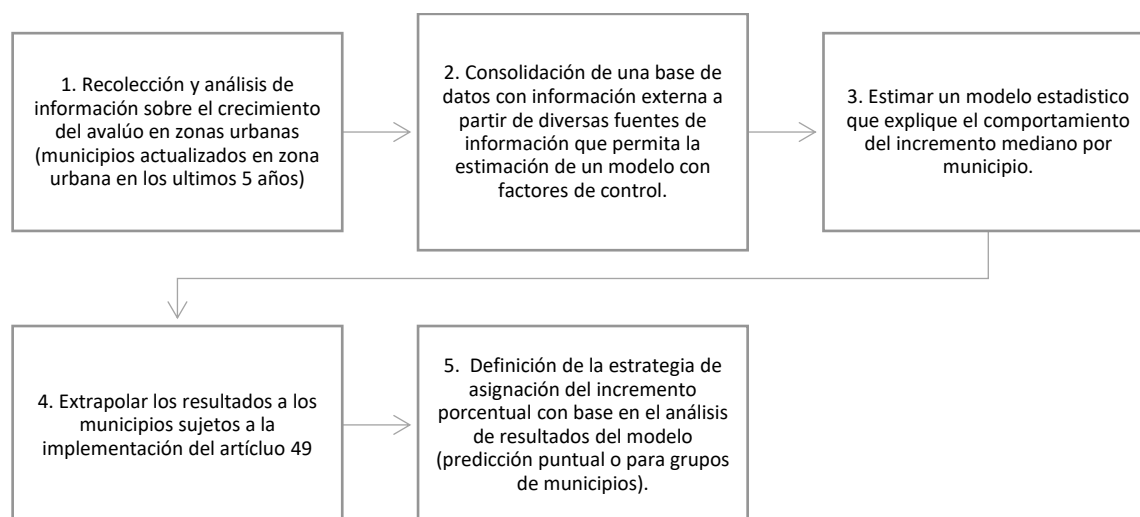 1. Recolección y análisis de
información sobre el crecimiento
del avalúo en zonas urbanas
(municipios actualizados en zona
urbana en los ultimos 5 años)
2. Consolidación de una base de
datos con información externa a
partir de diversas fuentes de
información que permita la
estimación de un modelo con
factores de control.
3. Estimar un modelo estadistico
que explique el comportamiento
del incremento mediano por
municipio.
4. Extrapolar los resultados a los
municipios sujetos a la
implementación del artícluo 49
5. Definición de la estrategia de
asignación del incremento
porcentual con base en el análisis
de resultados del modelo
(predicción puntual o para grupos
de municipios).